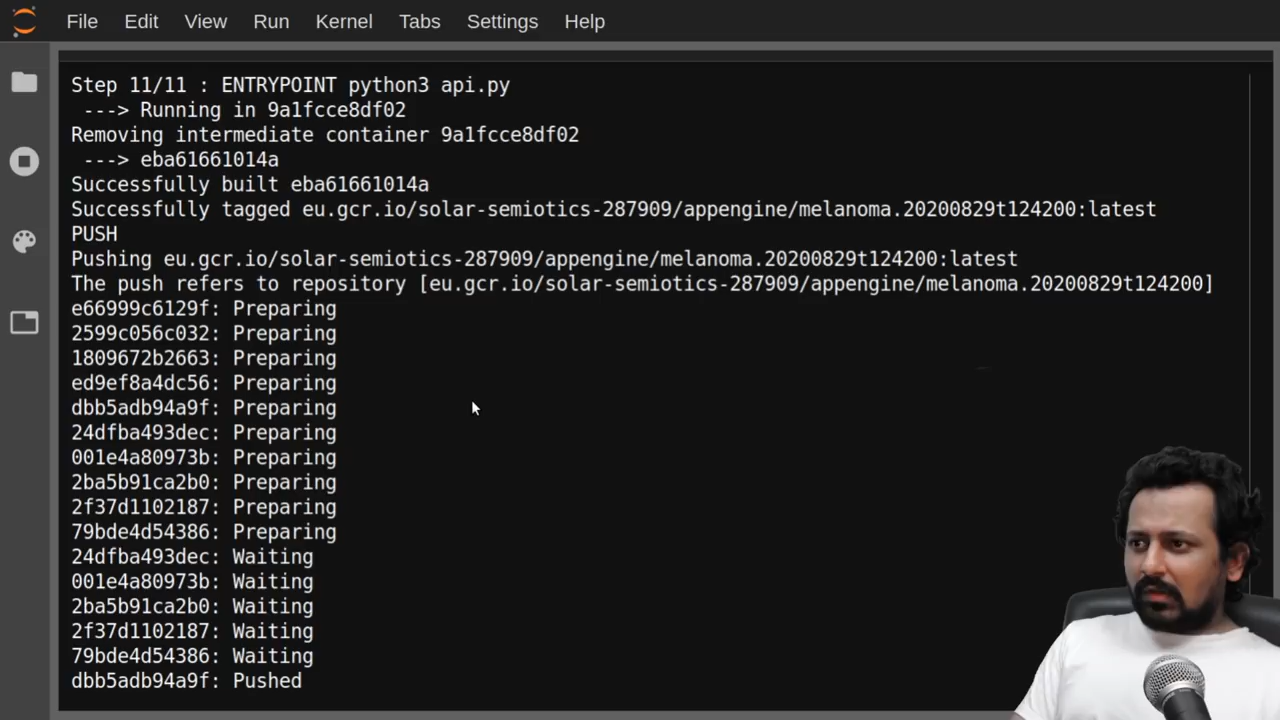 File Edit View Run Kernel Tabs Settings Help
Step 11/11 : ENTRYPOINT python3 api.py
---> Running in 9a1fcce8df02
Removing intermediate container 9a1fcce8df02
---> eba61661014a
Successfully built eba61661014a
Successfully tagged eu.gcr.io/solar-semiotics-287909/appengine/melanoma.20200829t124200:latest
PUSH
Pushing eu.gcr.io/solar-semiotics-287909/appengine/melanoma.20200829t124200:latest
The push refers to repository [eu.gcr.io/solar-semiotics-287909/appengine/melanoma.20200829t124200]
e66999c6129f: Preparing
2599c056c032: Preparing
1809672b2663: Preparing
ed9ef8a4dc56: Preparing
dbb5adb94a9f: Preparing
24dfba493dec: Preparing
001e4a80973b: Preparing
2ba5b91ca2b0: Preparing
2f37d1102187: Preparing
79bde4d54386: Preparing
24dfba493dec: Waiting
001e4a80973b: Waiting
2ba5b91ca2b0: Waiting
2f37d1102187: Waiting
79bde4d54386: Waiting
dbb5adb94a9f: Pushed